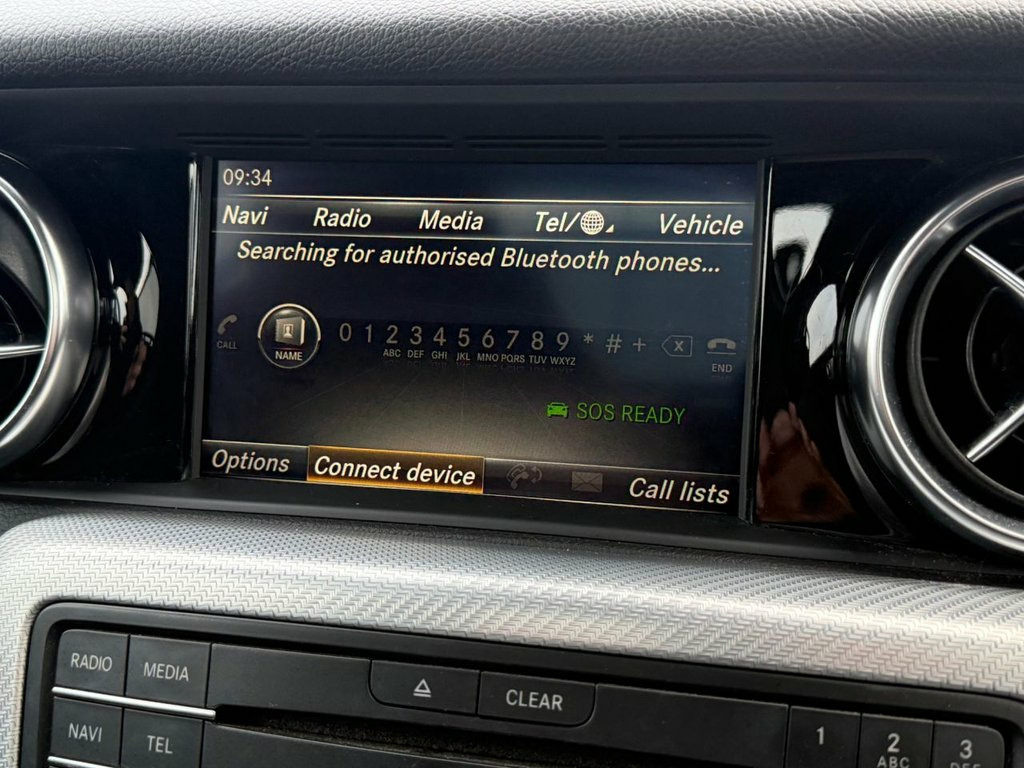 09:34
Navi Radio Media Tel/ Vehicle
Searching for authorised Bluetooth phones...
CALL NAME 0 1 2 3 4 5 6 7 8 9 * # + X END
ABC DEF GHI JKL MNO PQRS TUV WXYZ
SOS READY
Options Connect device Call lists
RADIO MEDIA CLEAR
NAVI TEL 1 2 3
ABC DEF